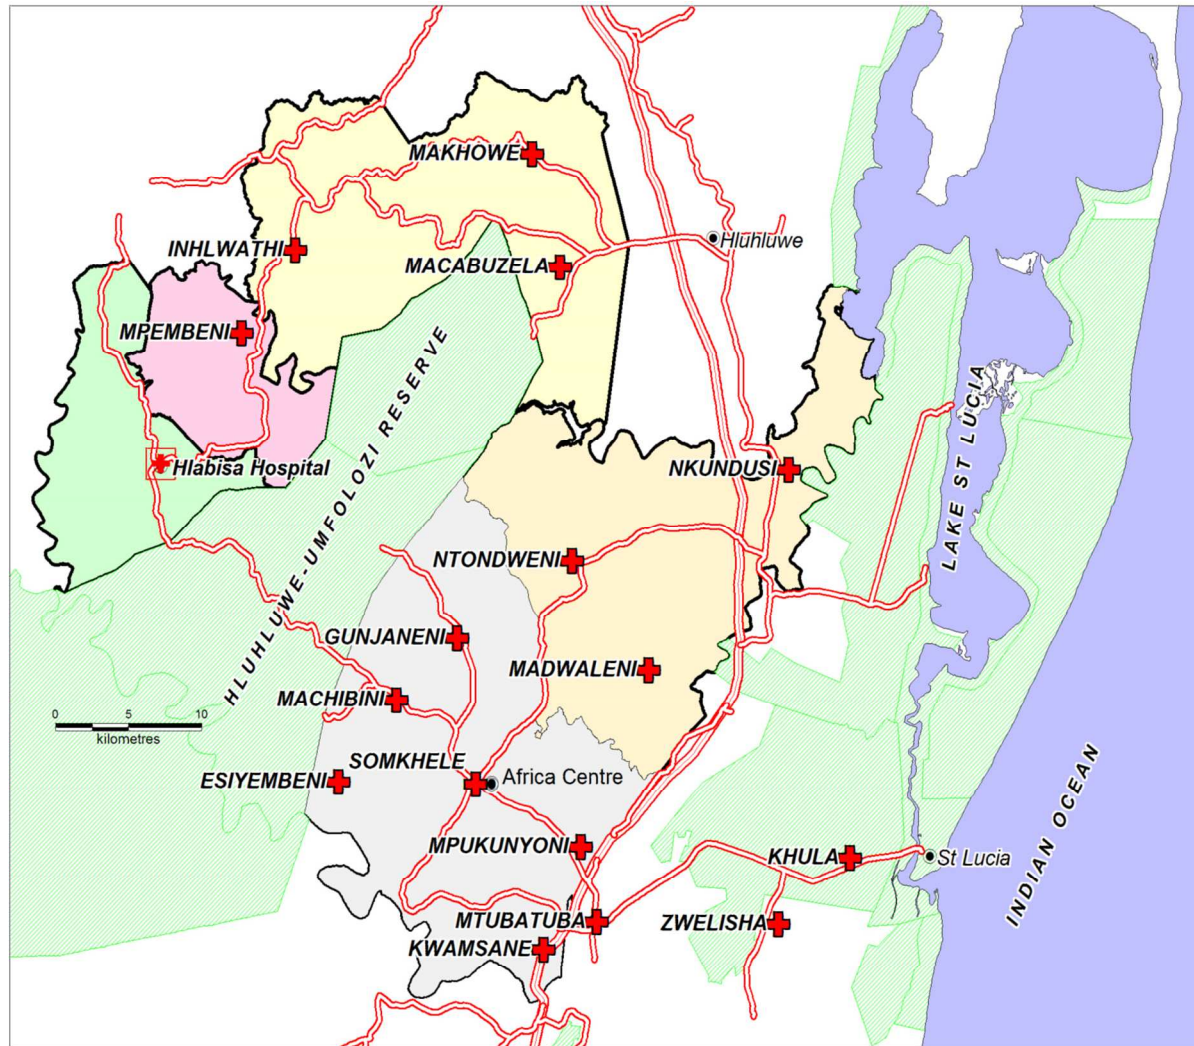 MAKHOWE
Hluhluwe
INHLWATHI
MACABUZELA
MPEMBENI
HLUHLUWE-UMFOLOZI RESERVE
LAKE ST LUCIA
Hlabisa Hospital
NKUNDUSI
NTONDWENI
GUNJANENI
MADWALENI
MACHIBINI
0 5 10
kilometres
SOMKHELE
Africa Centre
ESIYEMBENI
INDIAN OCEAN
MPUKUNYONI
KHULA
St Lucia
MTUBATUBA
ZWELISHA
KWAMSANE